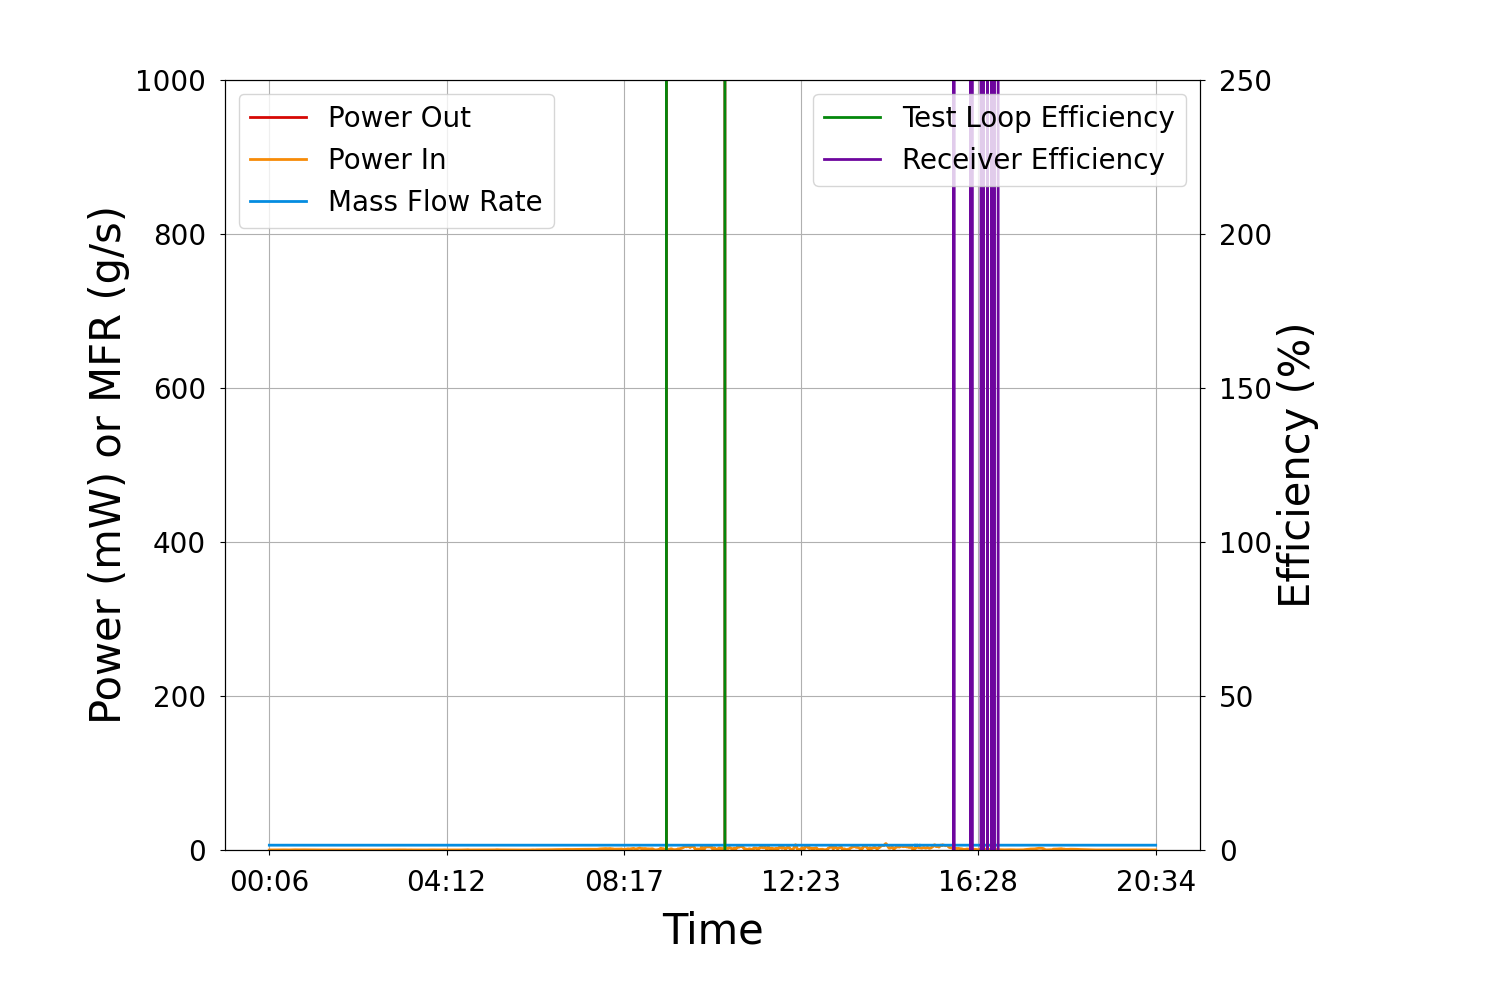 Power Out
Power In
Mass Flow Rate
Test Loop Efficiency
Receiver Efficiency
Power (mW) or MFR (g/s)
1000
800
600
400
200
0
250
200
150
100
50
0
Efficiency (%)
00:06 04:12 08:17 12:23 16:28 20:34
Time